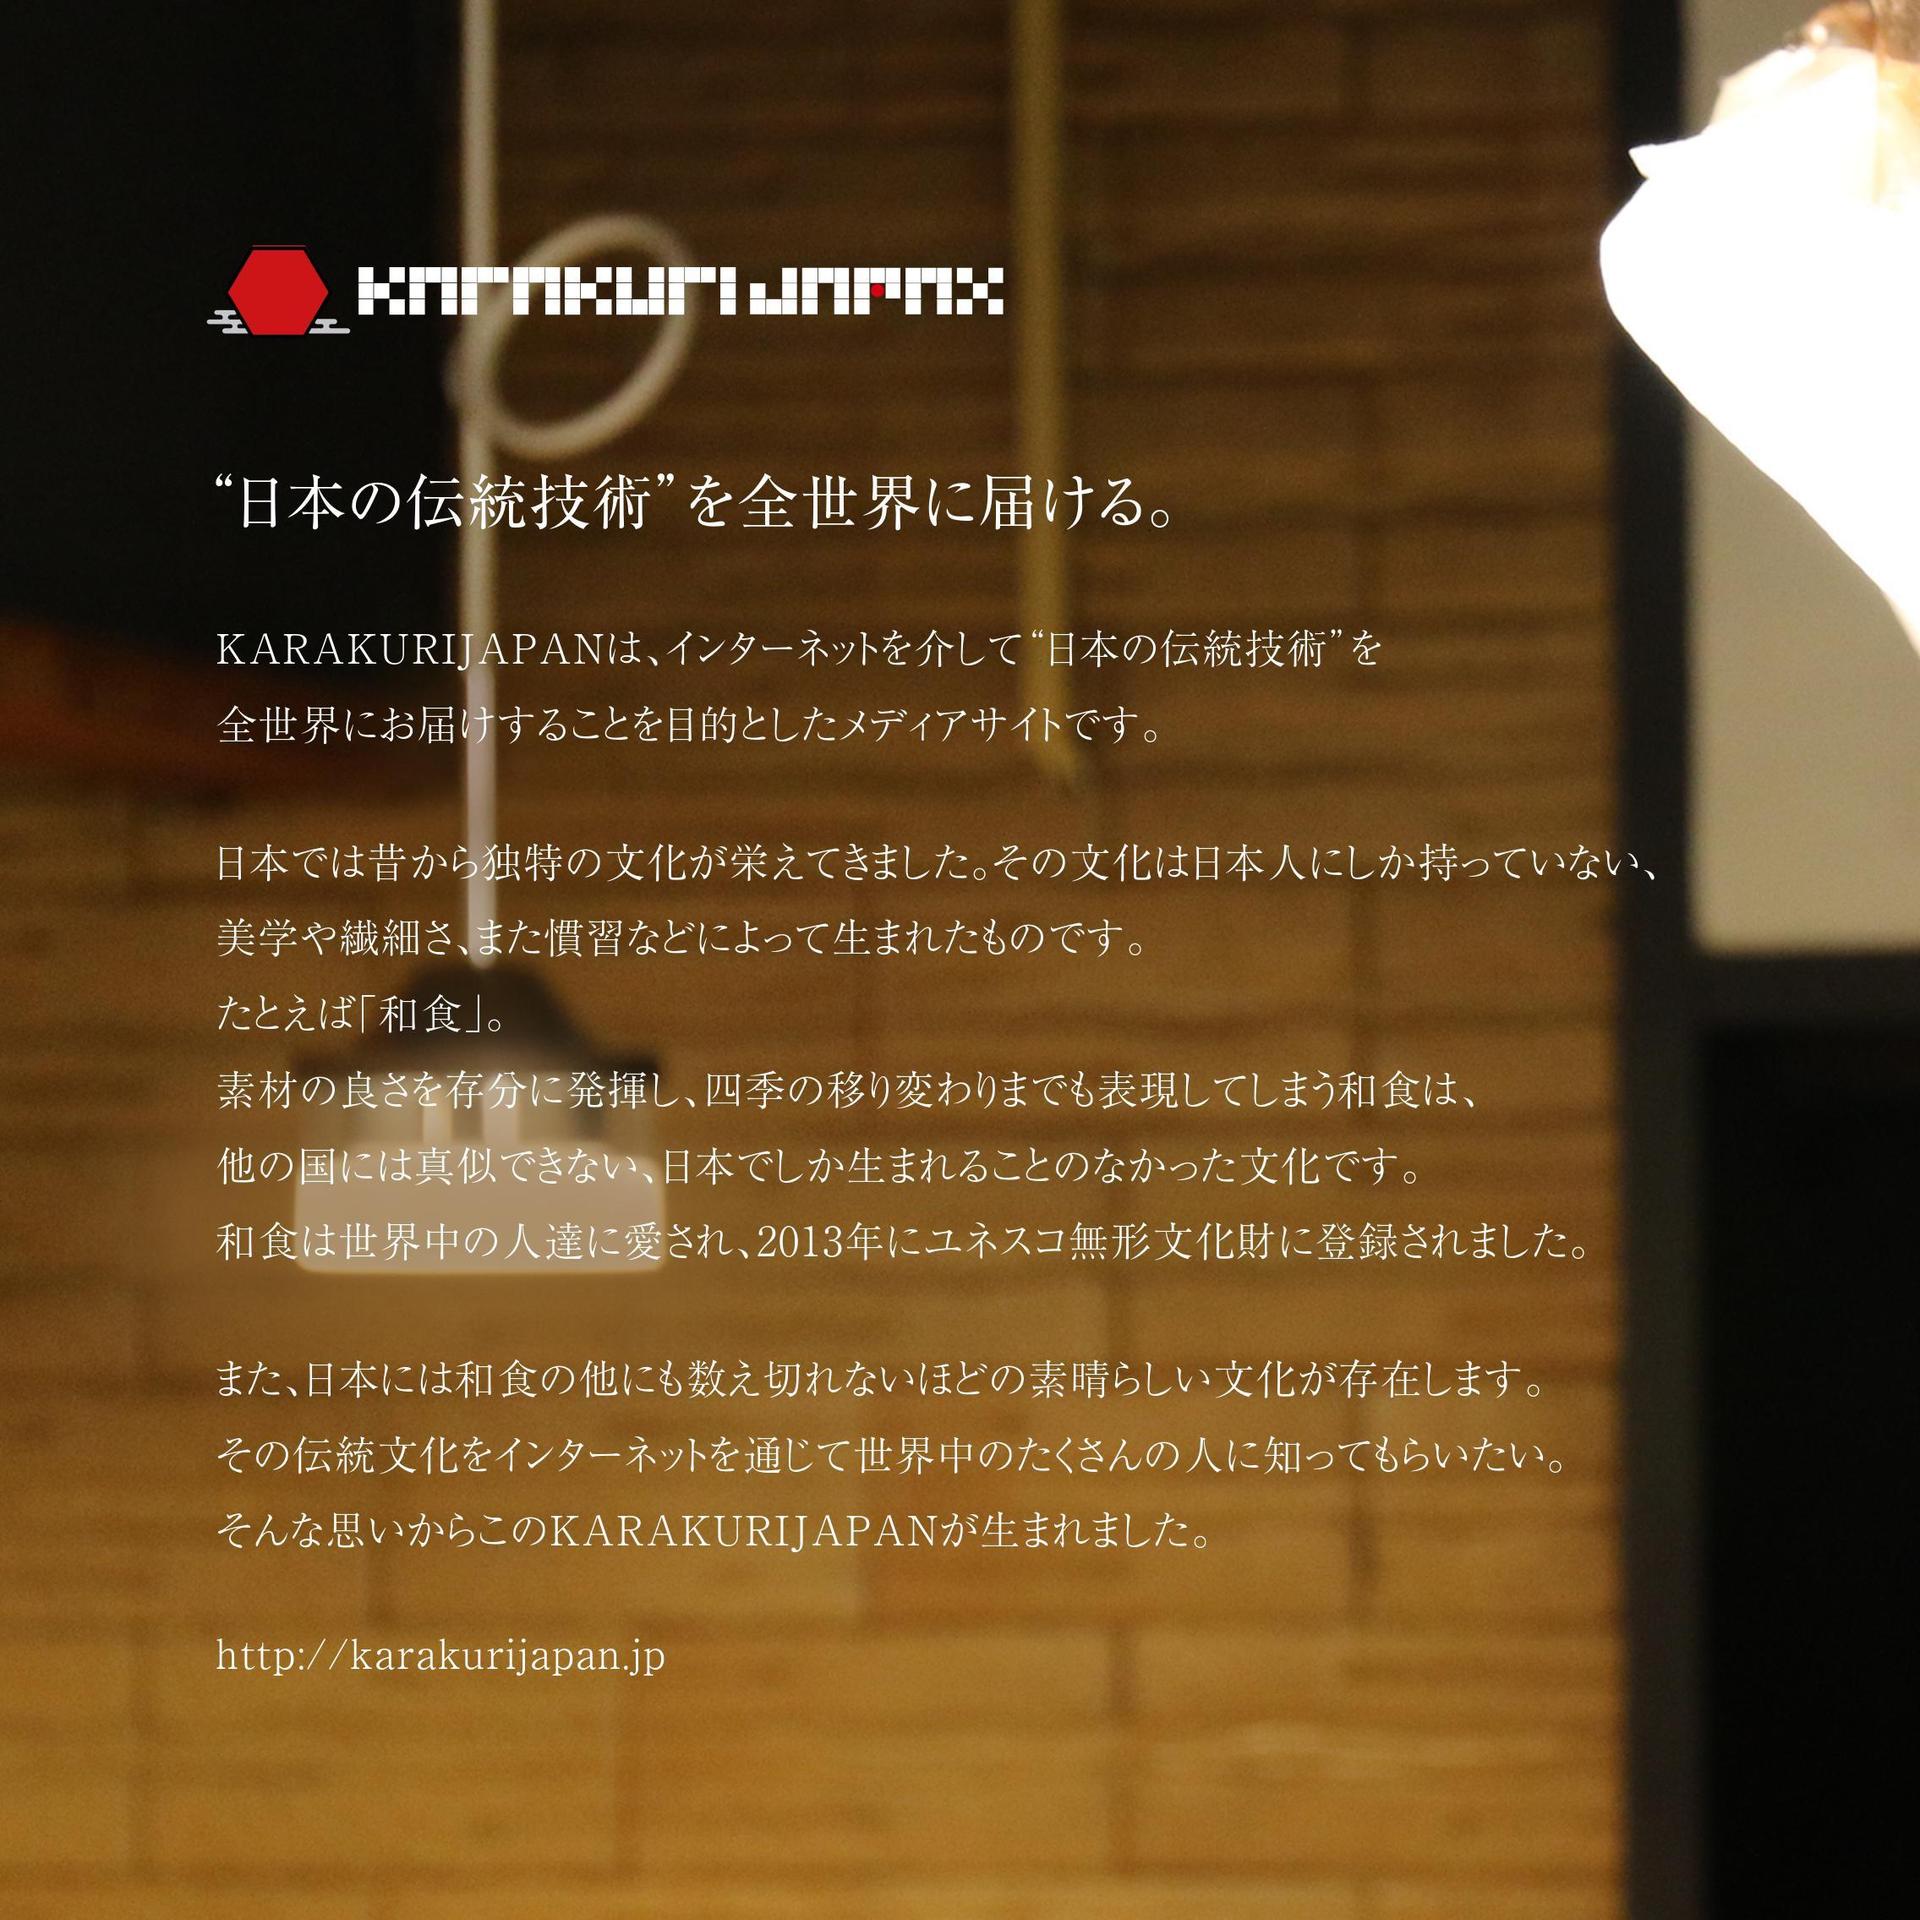 KARAKURIJAPAN
“日本の伝統技術”を全世界に届ける。
KARAKURIJAPANは、インターネットを介して“日本の伝統技術”を
全世界にお届けすることを目的としたメディアサイトです。
日本では昔から独特の文化が栄えてきました。その文化は日本人にしか持っていない、
美学や繊細さ、また慣習などによって生まれたものです。
たとえば「和食」。
素材の良さを存分に発揮し、四季の移り変わりまでも表現してしまう和食は、
他の国には真似できない、日本でしか生まれることのなかった文化です。
和食は世界中の人達に愛され、2013年にユネスコ無形文化財に登録されました。
また、日本には和食の他にも数え切れないほどの素晴らしい文化が存在します。
その伝統文化をインターネットを通じて世界中のたくさんの人に知ってもらいたい。
そんな思いからこのKARAKURIJAPANが生まれました。
http://karakurijapan.jp